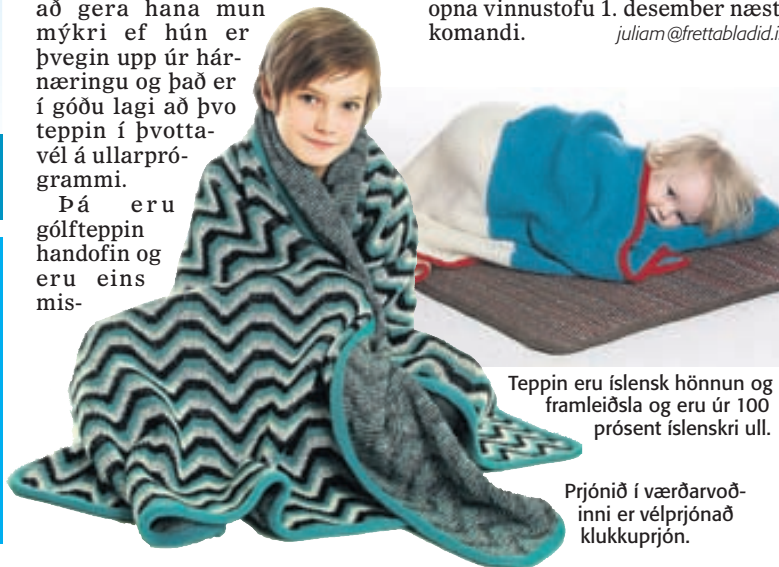 að gera hana mun
mýkri ef hún er
þvegin upp úr hár-
næringu og það er
í góðu lagi að þvo
teppin í þvotta-
vél á ullarpró-
grammi.
Þá eru
gólfteppin
handofin og
eru eins
mis-
opna vinnustofu 1. desember næst
komandi. juliam@frettabladid.i
Teppin eru íslensk hönnun og
framleiðsla og eru úr 100
prósent íslenskri ull.
Prjónið í værðarvoð-
inni er vélprjónað
klukkuprjón.